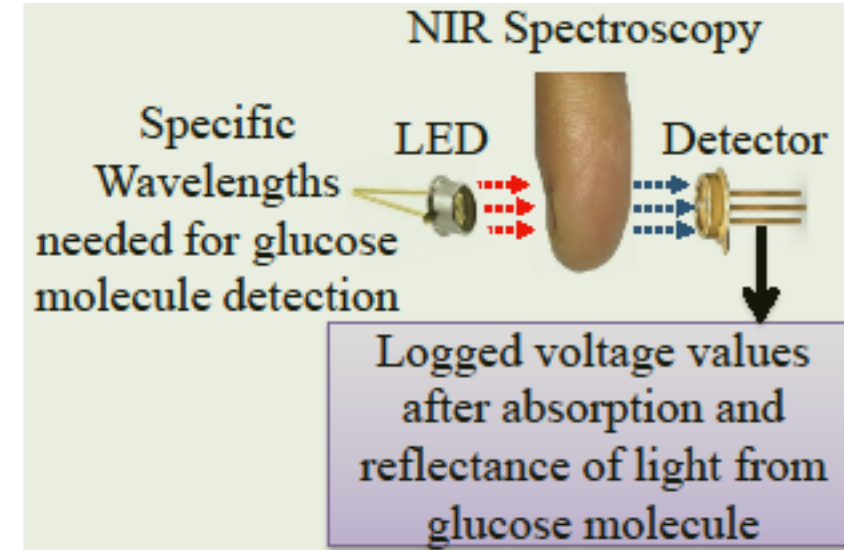 NIR Spectroscopy
Specific
Wavelengths
needed for glucose
molecule detection
LED
Detector
Logged voltage values
after absorption and
reflectance of light from
glucose molecule